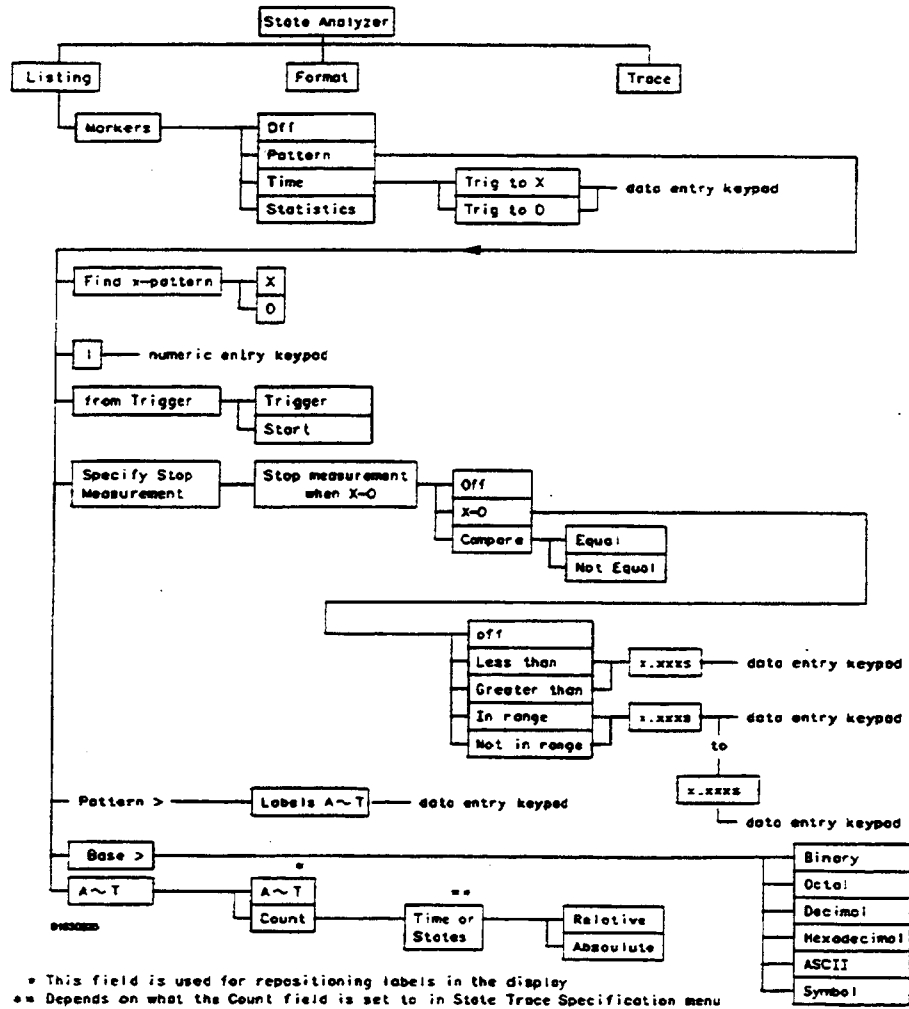 State Analyzer
Listing
Format
Trace
Markers
Off
Pattern
Time
Statistics
Trig to X
Trig to O
data entry keypad
Find x-pattern
X
O
1
numeric entry keypad
from Trigger
Trigger
Start
Specify Stop
Measurement
Stop measurement
when X-O
Off
X-O
Compare
Equal
Not Equal
off
Less than
Greater than
In range
Not in range
x.xxxs
data entry keypad
x.xxxs
data entry keypad
to
x.xxxs
data entry keypad
Pattern >
Labels A~T
data entry keypad
Base >
Binary
Octal
Decimal
Hexadecimal
ASCII
Symbol
A~T
*
A~T
Count
**
Time or
States
Relative
Absoulute
* This field is used for repositioning labels in the display
** Depends on what the Count field is set to in State Trace Specification menu